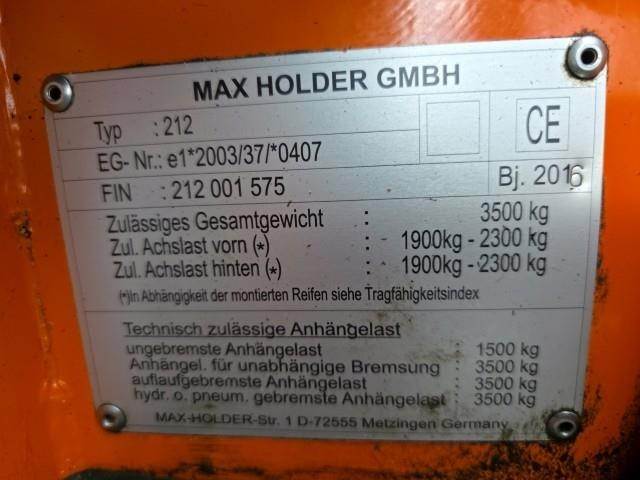 MAX HOLDER GMBH
Typ : 212
EG- Nr.: e1*2003/37/*0407
CE
FIN : 212 001 575
Bj. 2016
Zulässiges Gesamtgewicht : 3500 kg
Zul. Achslast vorn (*) : 1900kg - 2300 kg
Zul. Achslast hinten (*) : 1900kg - 2300 kg
(*)In Abhängigkeit der montierten Reifen siehe Tragfähigkeitsindex
Technisch zulässige Anhängelast
ungebremste Anhängelast : 1500 kg
Anhängel. für unabhängige Bremsung : 3500 kg
auflaufgebremste Anhängelast : 3500 kg
hydr. o. pneum. gebremste Anhängelast : 3500 kg
MAX-HOLDER-Str. 1 D-72555 Metzingen Germany